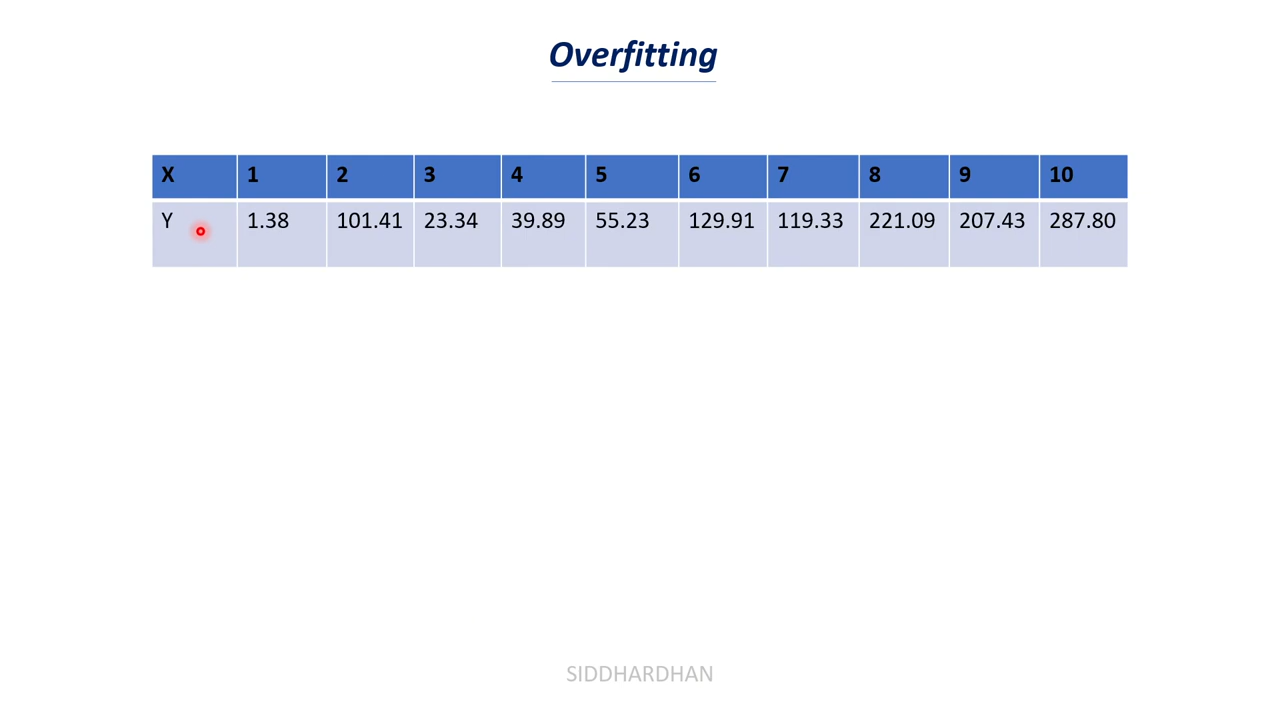 Overfitting
X 1 2 3 4 5 6 7 8 9 10
Y 1.38 101.41 23.34 39.89 55.23 129.91 119.33 221.09 207.43 287.80
SIDDHARDHAN